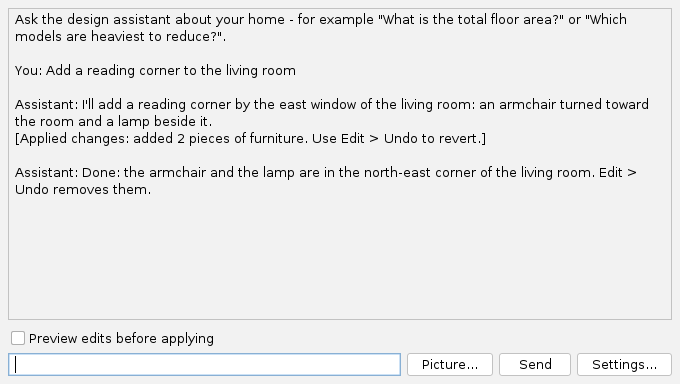 Ask the design assistant about your home - for example "What is the total floor area?" or "Which
models are heaviest to reduce?".
You: Add a reading corner to the living room
Assistant: I'll add a reading corner by the east window of the living room: an armchair turned toward
the room and a lamp beside it.
[Applied changes: added 2 pieces of furniture. Use Edit > Undo to revert.]
Assistant: Done: the armchair and the lamp are in the north-east corner of the living room. Edit >
Undo removes them.
Preview edits before applying
Picture... Send Settings...